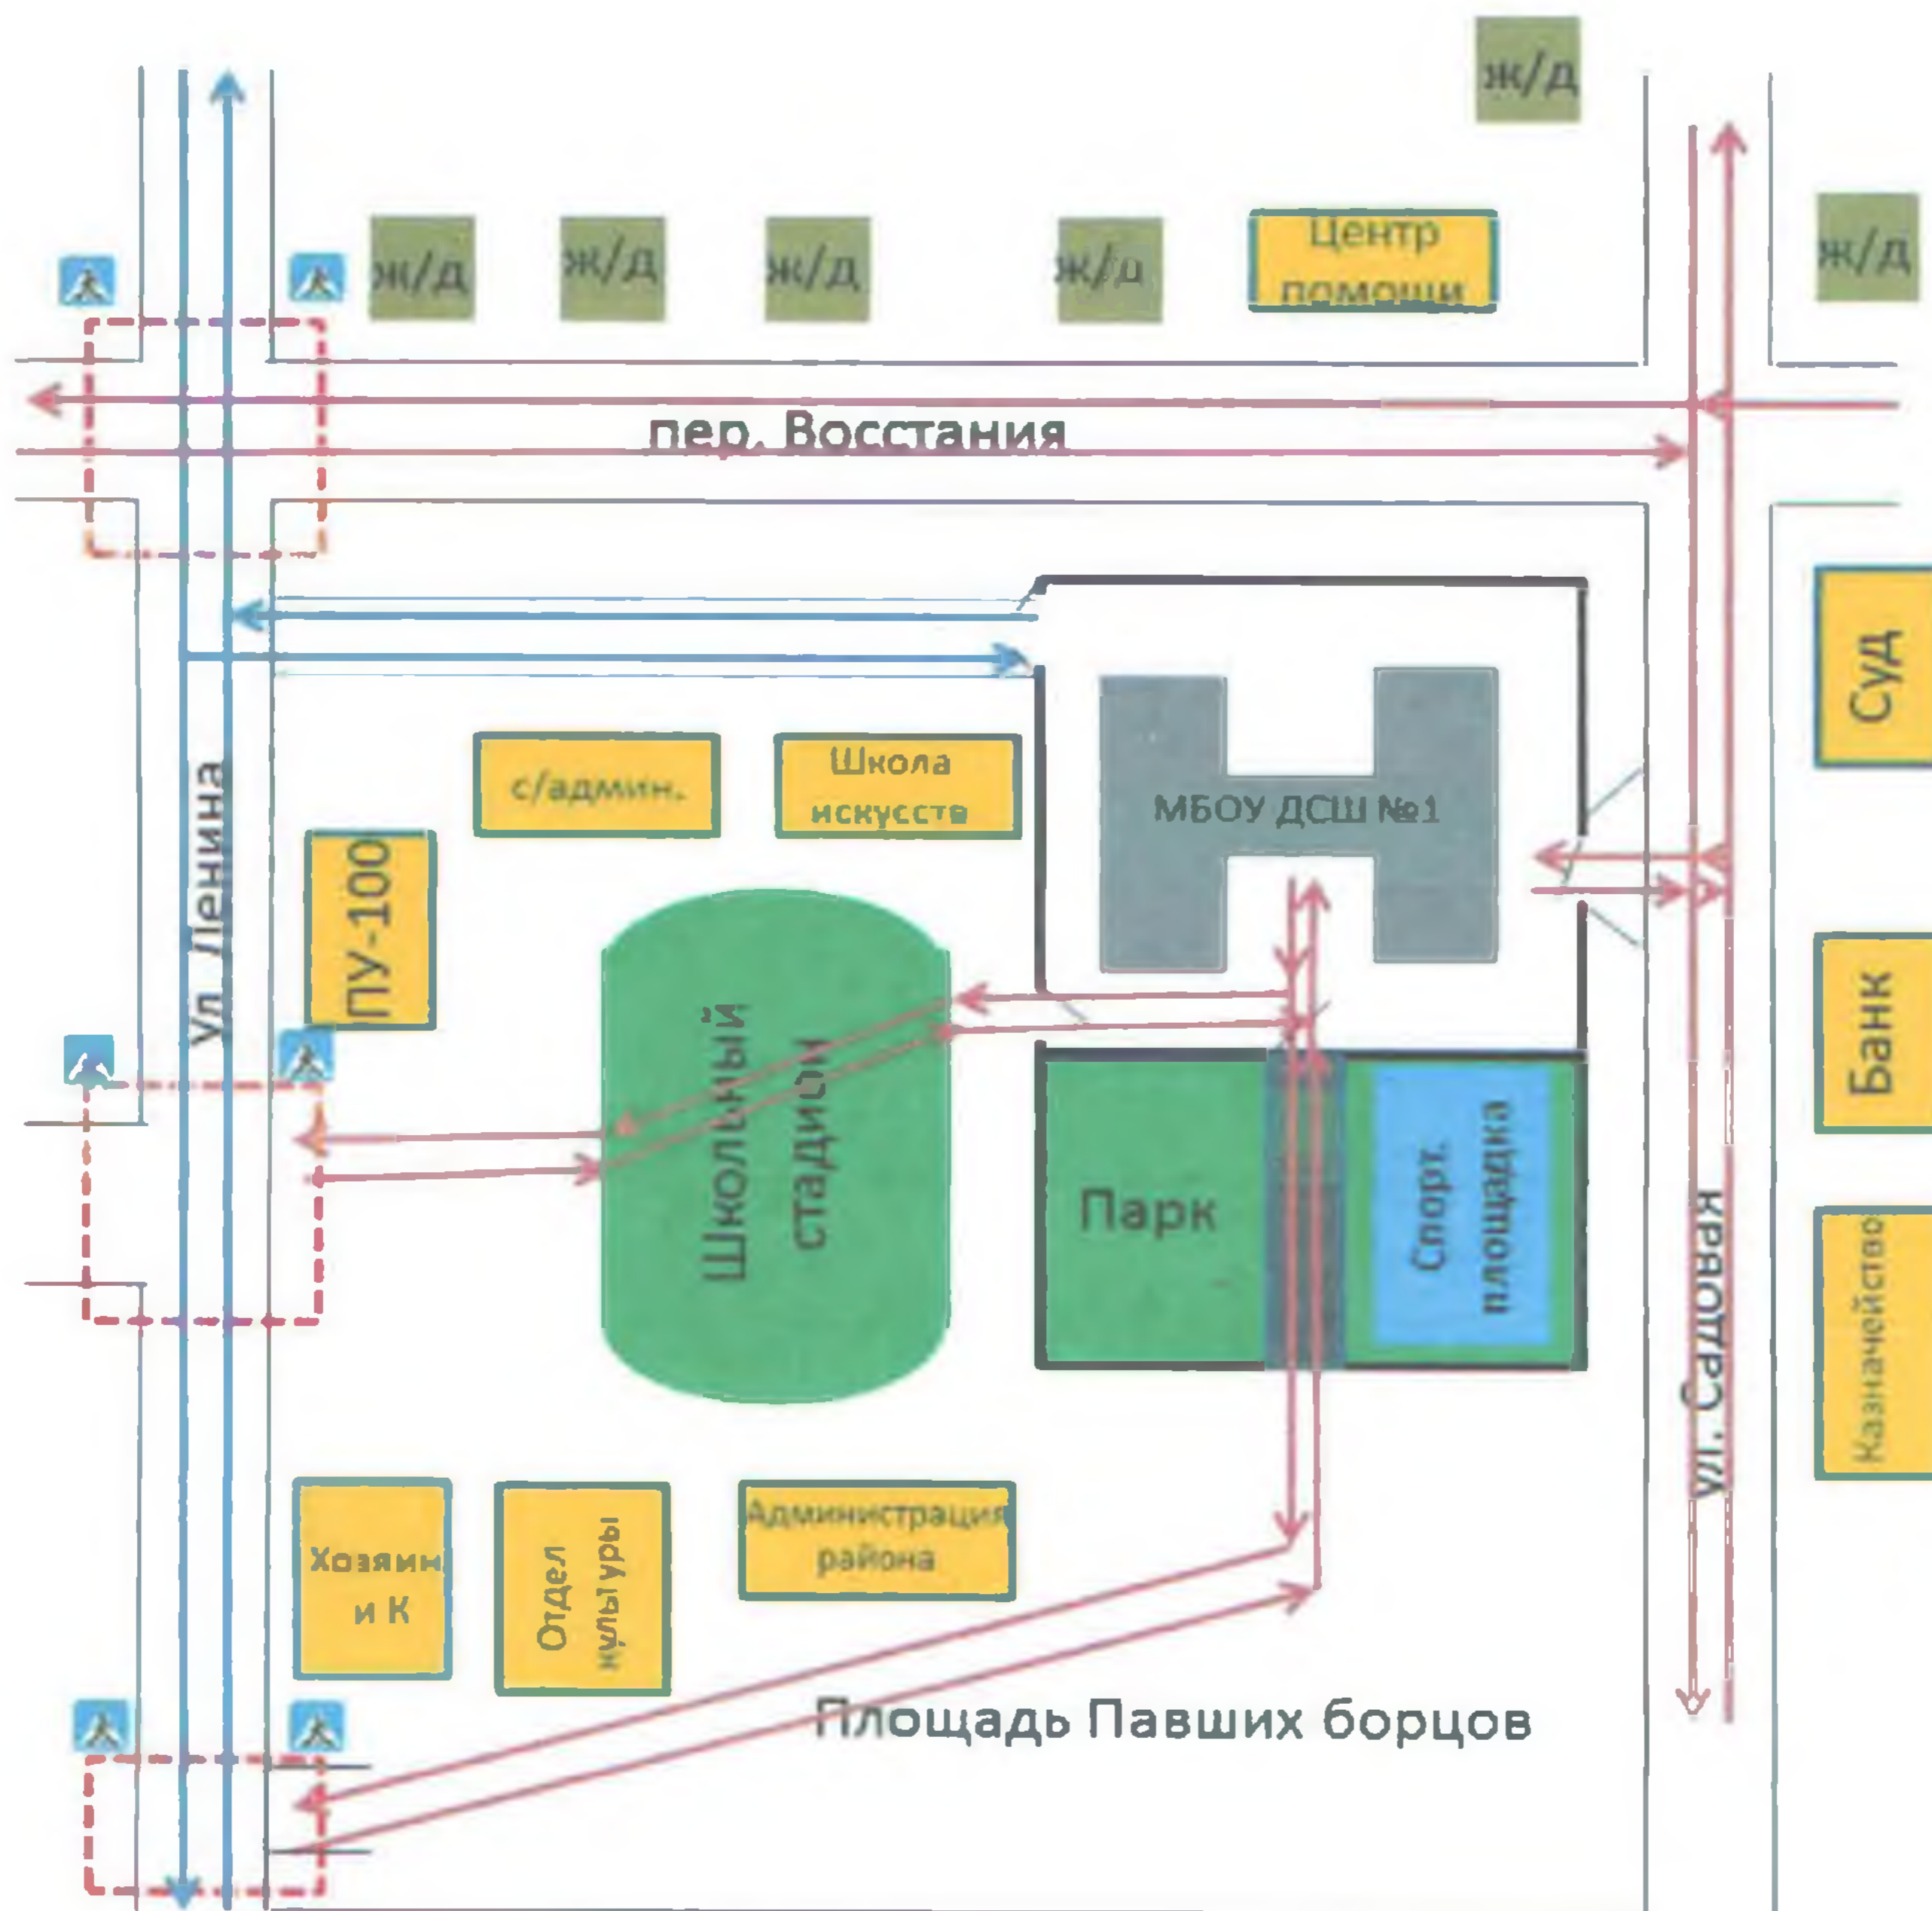 ж/д
ж/д
ж/д
ж/д
ж/д
Центр
помощи
ж/д
пер. Восстания
Суд
с/админ.
Школа
искусств
МБОУ ДСШ №1
Ул Ленина
ПУ-100
Банк
Школьный
стадион
Парк
Спорт.
площадка
ул. Садовая
Казначейство
Хозяин
и К
Отдел
культуры
Администрация
района
Площадь Павших борцов